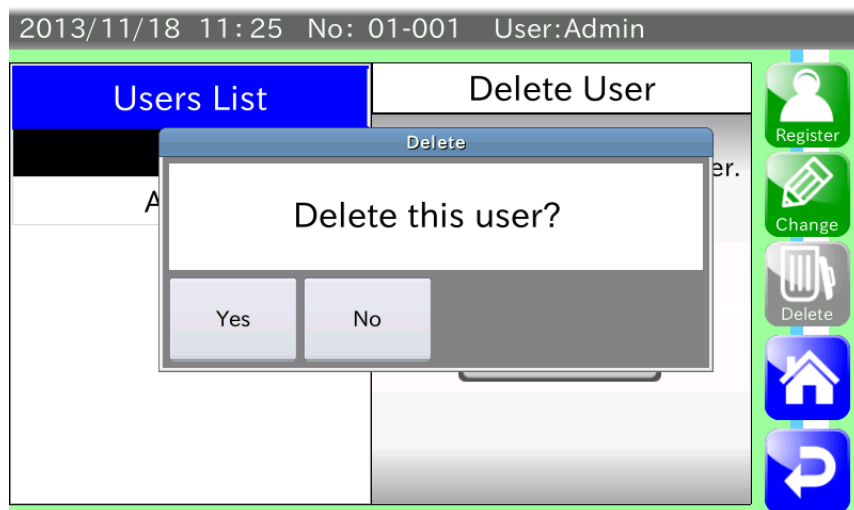 2013/11/18 11:25 No: 01-001 User:Admin
Users List
Delete User
Register
Delete
er.
A
Delete this user?
Change
Yes
No
Delete